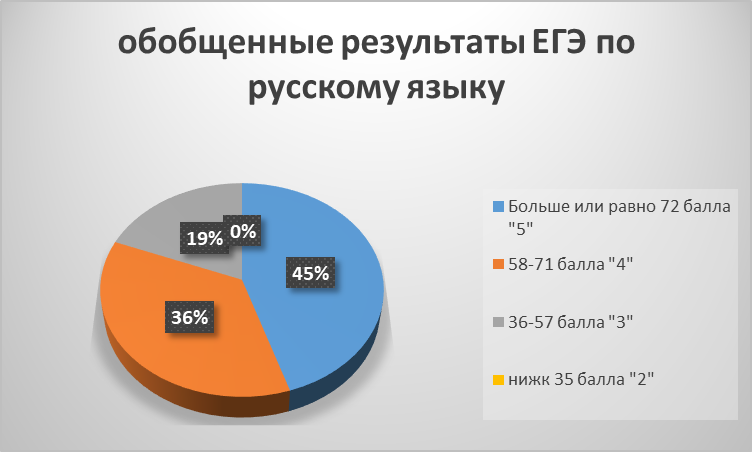 обобщенные результаты ЕГЭ по
русскому языку
0%
19%
45%
36%
Больше или равно 72 балла
"5"
58-71 балла "4"
36-57 балла "3"
нижк 35 балла "2"